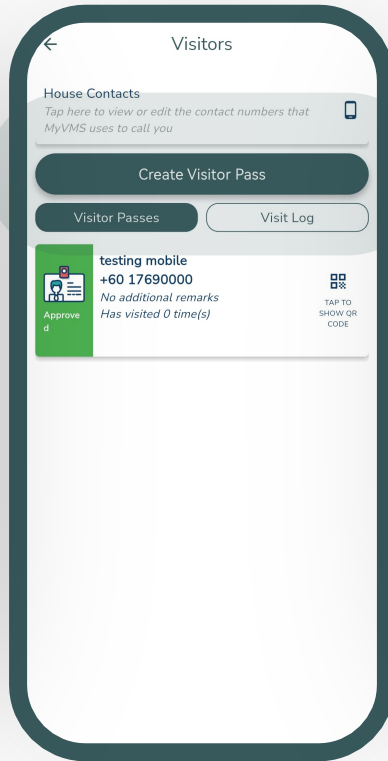 Visitors
House Contacts
Tap here to view or edit the contact numbers that
MyVMS uses to call you
Create Visitor Pass
Visitor Passes
Visit Log
testing mobile
+60 17690000
No additional remarks
Has visited 0 time(s)
Approve
d
TAP TO
SHOW QR
CODE